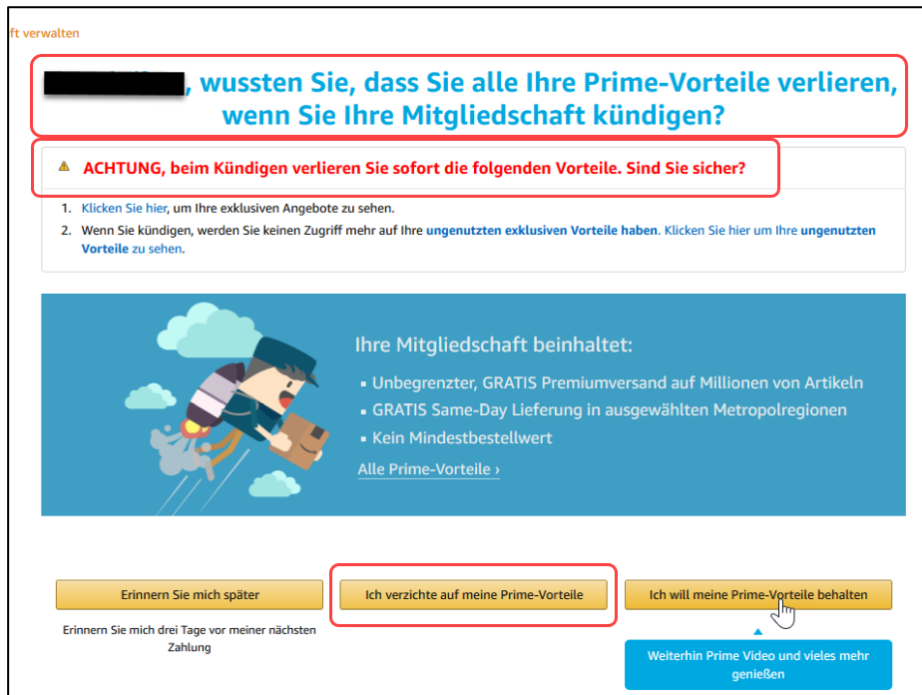 ft verwalten
, wussten Sie, dass Sie alle Ihre Prime-Vorteile verlieren,
wenn Sie Ihre Mitgliedschaft kündigen?
ACHTUNG, beim Kündigen verlieren Sie sofort die folgenden Vorteile. Sind Sie sicher?
1. Klicken Sie hier, um Ihre exklusiven Angebote zu sehen.
2. Wenn Sie kündigen, werden Sie keinen Zugriff mehr auf Ihre ungenutzten exklusiven Vorteile haben. Klicken Sie hier um Ihre ungenutzten
Vorteile zu sehen.
Ihre Mitgliedschaft beinhaltet:
▪ Unbegrenzter, GRATIS Premiumversand auf Millionen von Artikeln
▪ GRATIS Same-Day Lieferung in ausgewählten Metropolregionen
▪ Kein Mindestbestellwert
Alle Prime-Vorteile ›
Erinnern Sie mich später
Ich verzichte auf meine Prime-Vorteile
Ich will meine Prime-Vorteile behalten
Erinnern Sie mich drei Tage vor meiner nächsten
Zahlung
Weiterhin Prime Video und vieles mehr
genießen